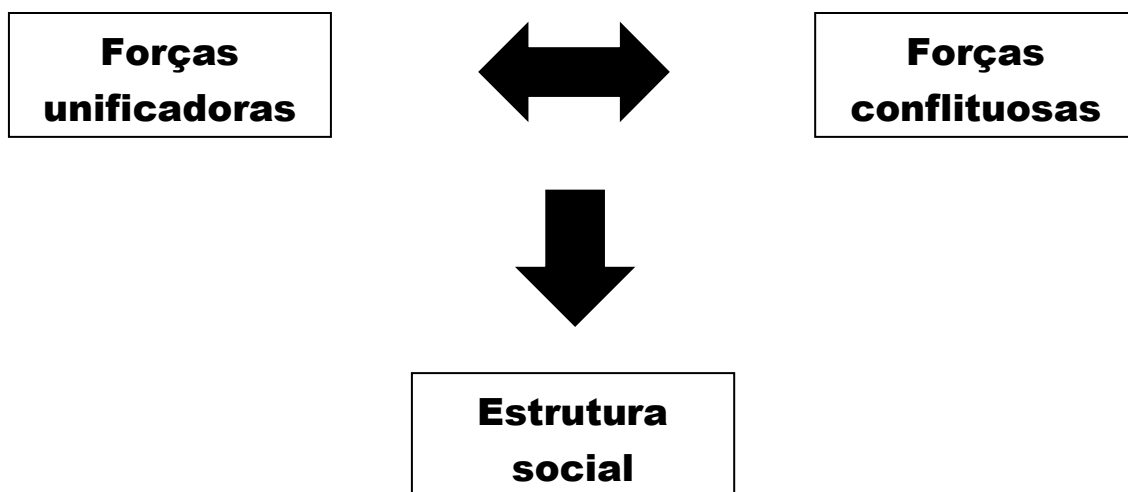 Forças
unificadoras
Forças
conflituosas
Estrutura
social